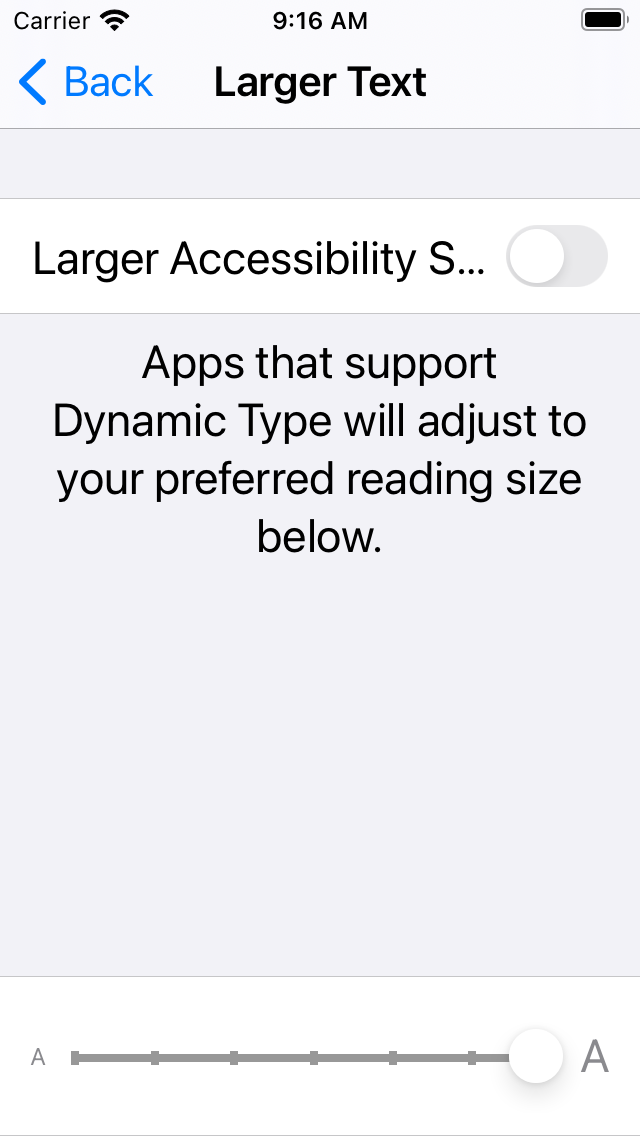 Carrier 9:16 AM
Back Larger Text
Larger Accessibility S...
Apps that support
Dynamic Type will adjust to
your preferred reading size
below.
A A